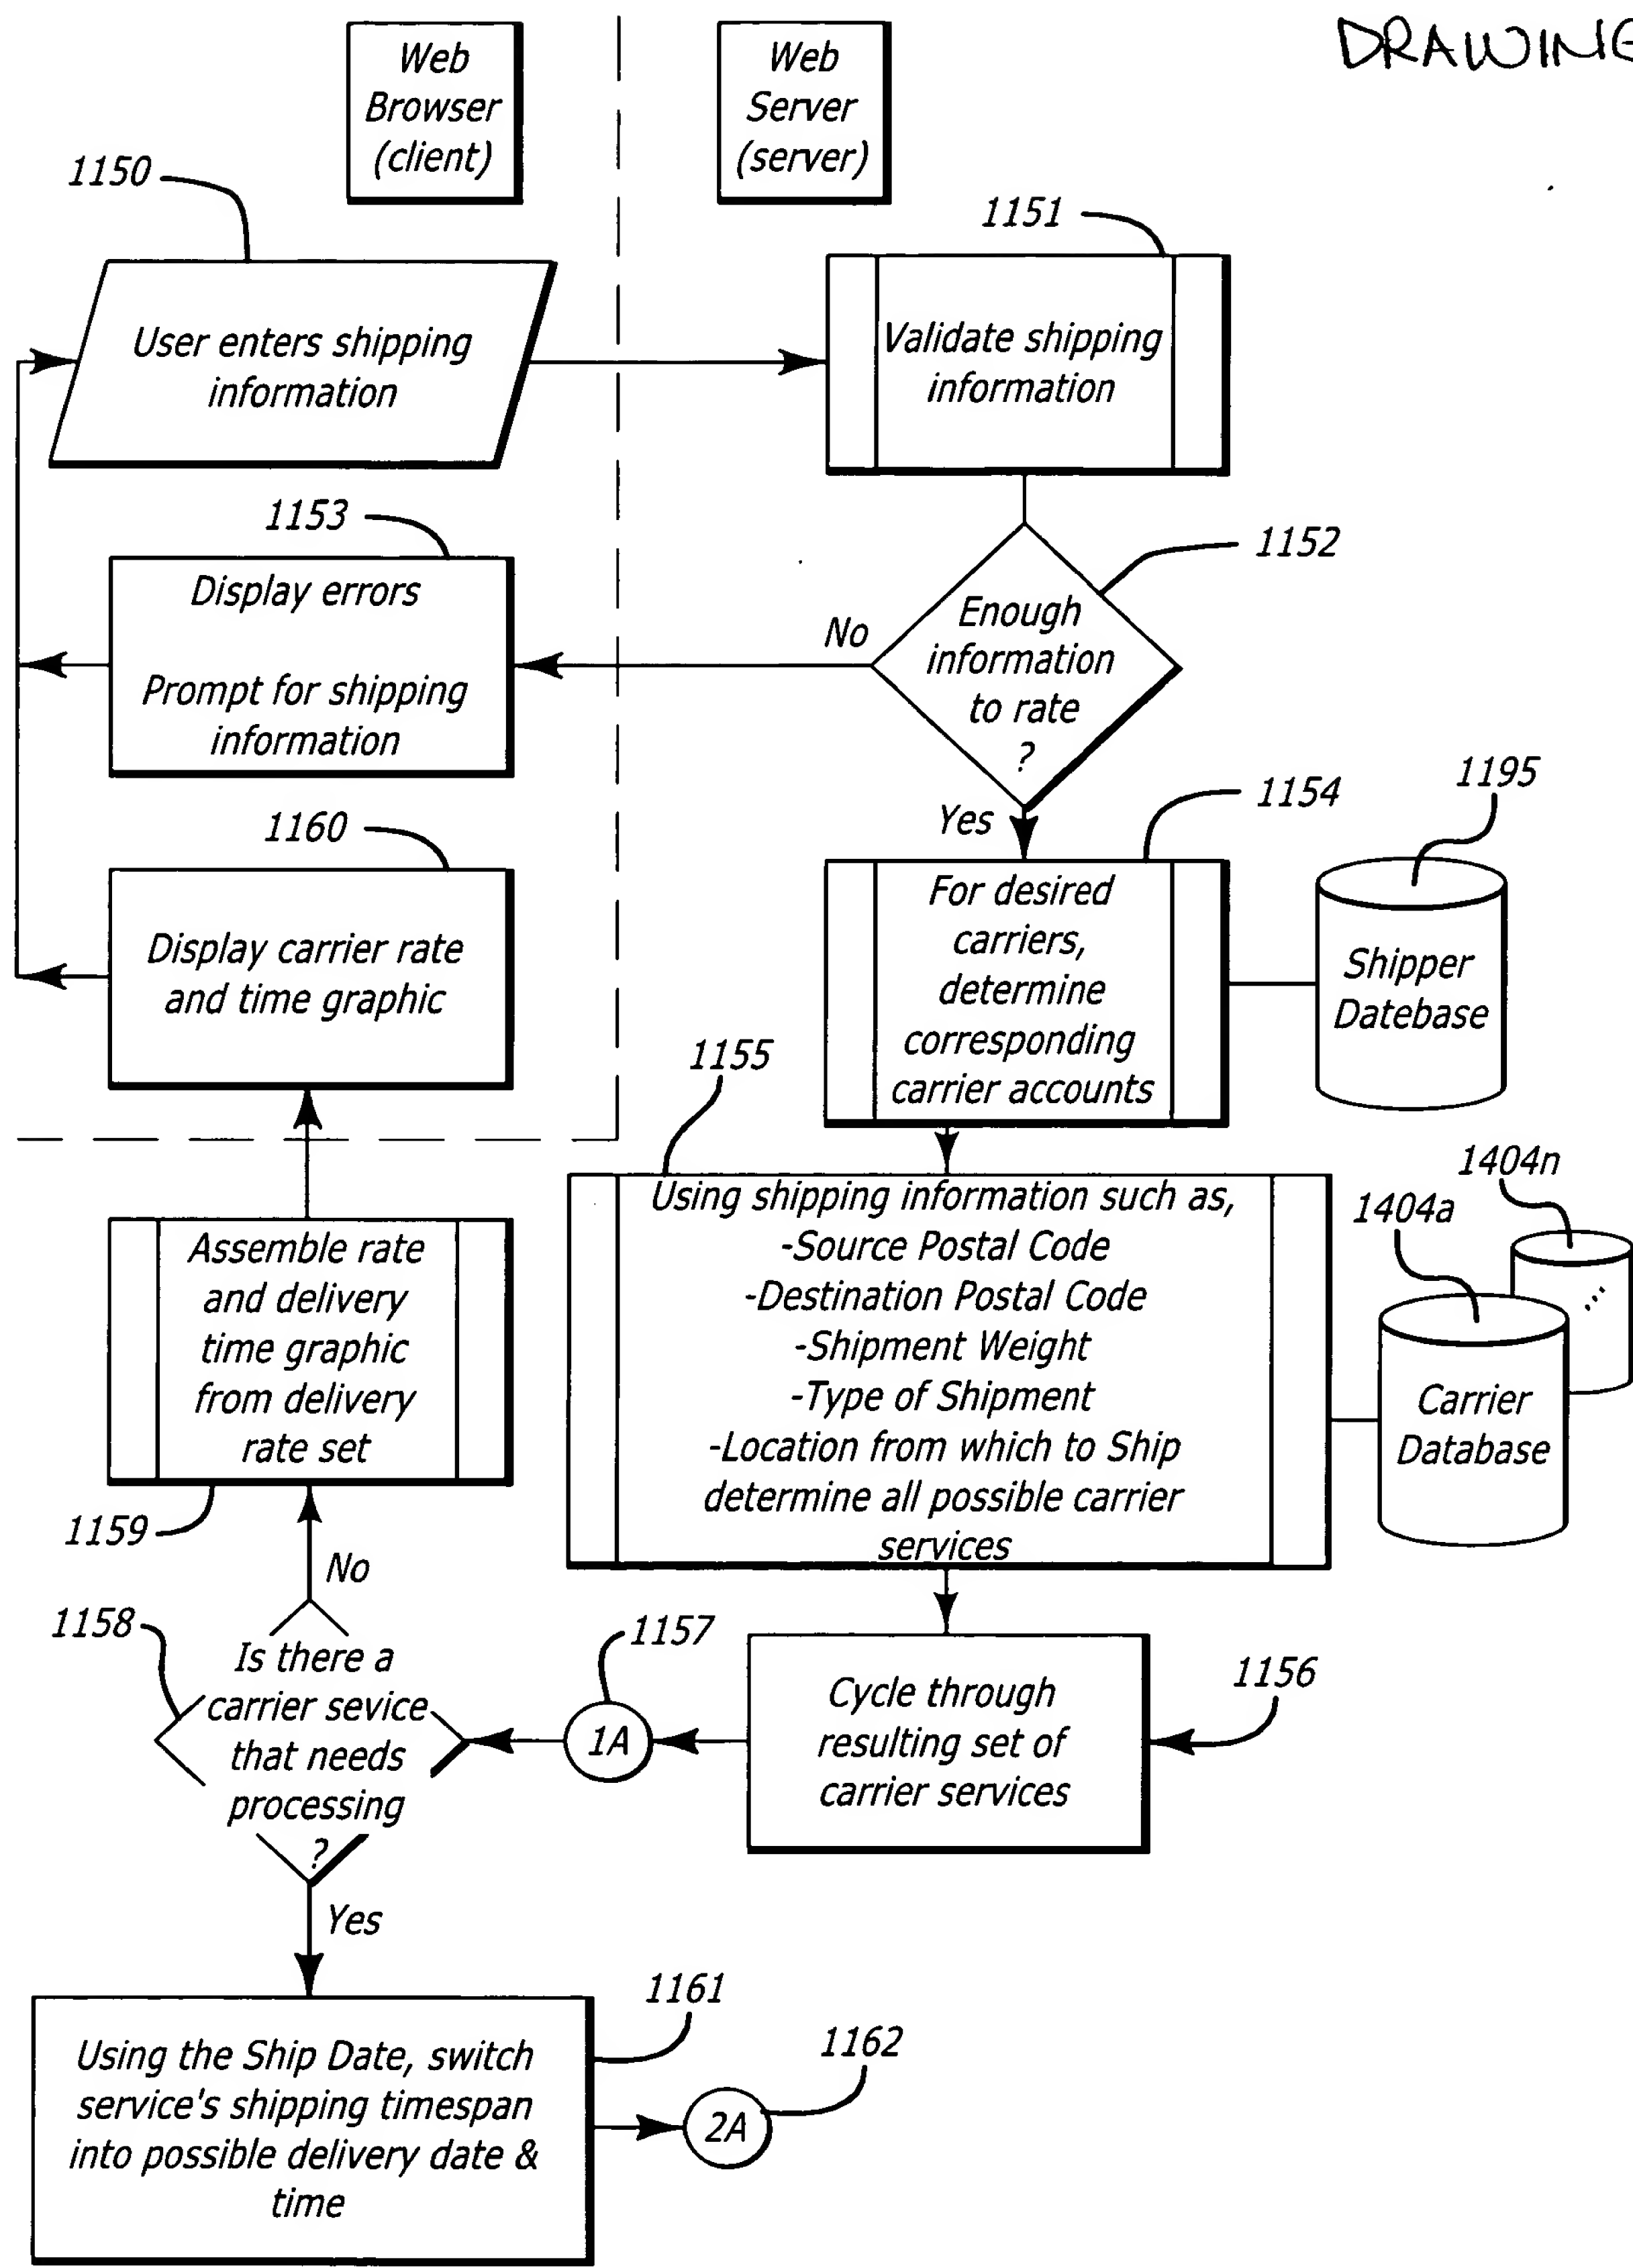 DRAWING
Web
Browser
(client)
Web
Server
(server)
1150
1151
User enters shipping
information
Validate shipping
information
1153
1152
Display errors
Prompt for shipping
information
No
Enough
information
to rate
?
1160
Yes
1154
1195
Display carrier rate
and time graphic
For desired
carriers,
determine
corresponding
carrier accounts
Shipper
Datebase
1155
1404n
1404a
Assemble rate
and delivery
time graphic
from delivery
rate set
Using shipping information such as,
-Source Postal Code
-Destination Postal Code
-Shipment Weight
-Type of Shipment
-Location from which to Ship
determine all possible carrier
services
...
Carrier
Database
1159
No
1158
1157
1156
Is there a
carrier sevice
that needs
processing
?
1A
Cycle through
resulting set of
carrier services
Yes
1161
1162
Using the Ship Date, switch
service's shipping timespan
into possible delivery date &
time
2A